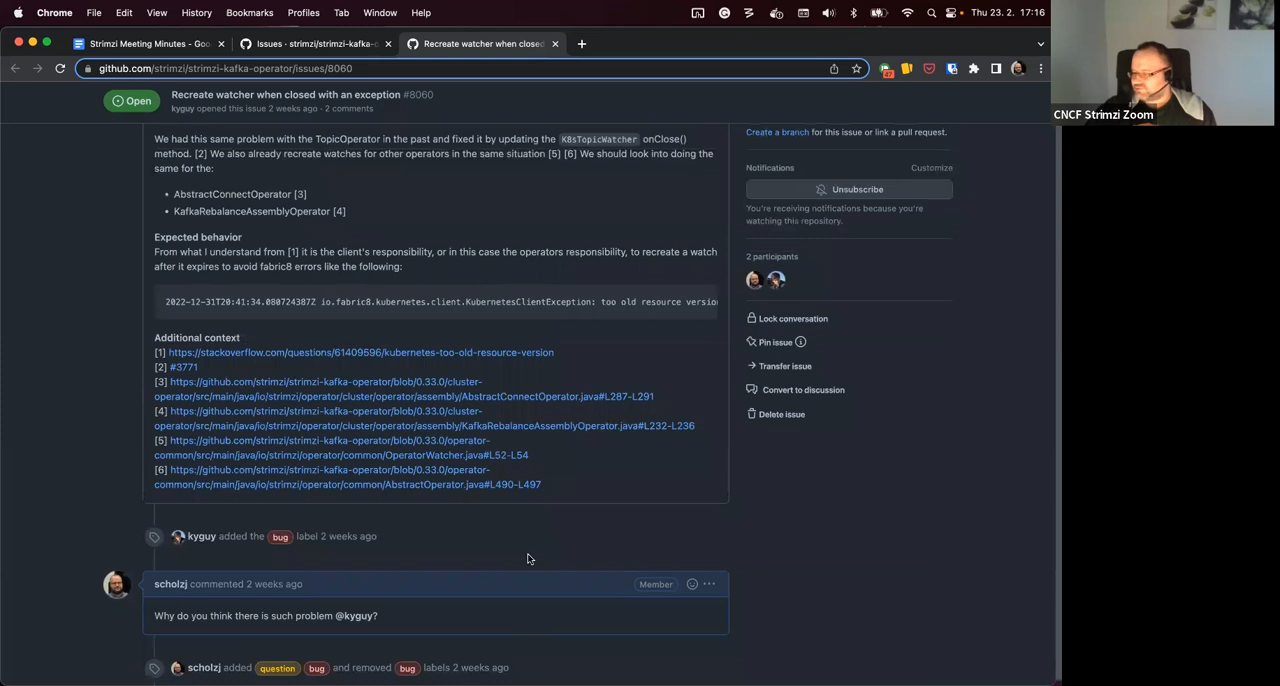 Chrome File Edit View History Bookmarks Profiles Tab Window Help Thu 23. 2. 17:16
Strimzi Meeting Minutes - Goo Issues · strimzi/strimzi-kafka-o Recreate watcher when closed
github.com/strimzi/strimzi-kafka-operator/issues/8060
47
Open
Recreate watcher when closed with an exception #8060
kyguy opened this issue 2 weeks ago · 2 comments
We had this same problem with the TopicOperator in the past and fixed it by updating the K8sTopicWatcher onClose()
method. [2] We also already recreate watches for other operators in the same situation [5] [6] We should look into doing the
same for the:
• AbstractConnectOperator [3]
• KafkaRebalanceAssemblyOperator [4]
Expected behavior
From what I understand from [1] it is the client's responsibility, or in this case the operators responsibility, to recreate a watch
after it expires to avoid fabric8 errors like the following:
2022-12-31T20:41:34.080724387Z io.fabric8.kubernetes.client.KubernetesClientException: too old resource versio
Additional context
[1] https://stackoverflow.com/questions/61409596/kubernetes-too-old-resource-version
[2] #3771
[3] https://github.com/strimzi/strimzi-kafka-operator/blob/0.33.0/cluster-
operator/src/main/java/io/strimzi/operator/cluster/operator/assembly/AbstractConnectOperator.java#L287-L291
[4] https://github.com/strimzi/strimzi-kafka-operator/blob/0.33.0/cluster-
operator/src/main/java/io/strimzi/operator/cluster/operator/assembly/KafkaRebalanceAssemblyOperator.java#L232-L236
[5] https://github.com/strimzi/strimzi-kafka-operator/blob/0.33.0/operator-
common/src/main/java/io/strimzi/operator/common/OperatorWatcher.java#L52-L54
[6] https://github.com/strimzi/strimzi-kafka-operator/blob/0.33.0/operator-
common/src/main/java/io/strimzi/operator/common/AbstractOperator.java#L490-L497
kyguy added the bug label 2 weeks ago
scholzj commented 2 weeks ago Member
Why do you think there is such problem @kyguy?
scholzj added question bug and removed bug labels 2 weeks ago
Create a branch for this issue or link a pull request.
Notifications Customize
Unsubscribe
You're receiving notifications because you're
watching this repository.
2 participants
Lock conversation
Pin issue
Transfer issue
Convert to discussion
Delete issue
CNCF Strimzi Zoom